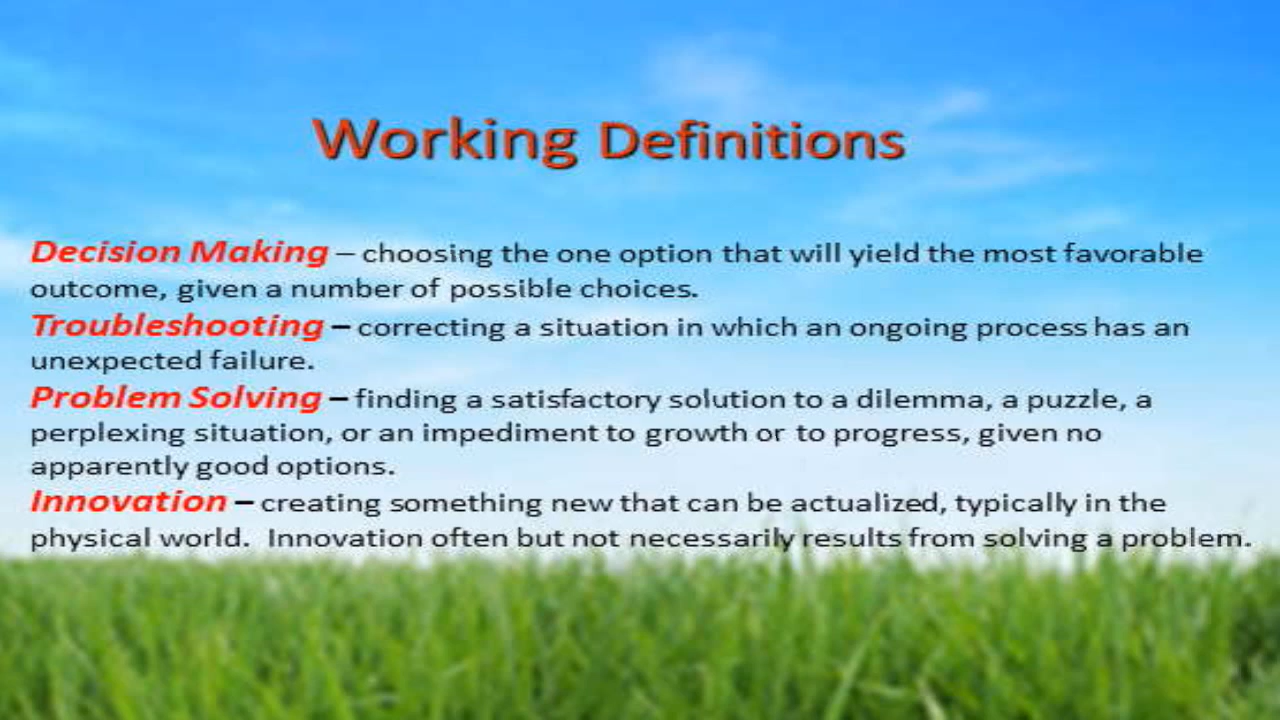 Working Definitions
Decision Making – choosing the one option that will yield the most favorable
outcome, given a number of possible choices.
Troubleshooting – correcting a situation in which an ongoing process has an
unexpected failure.
Problem Solving – finding a satisfactory solution to a dilemma, a puzzle, a
perplexing situation, or an impediment to growth or to progress, given no
apparently good options.
Innovation – creating something new that can be actualized, typically in the
physical world. Innovation often but not necessarily results from solving a problem.